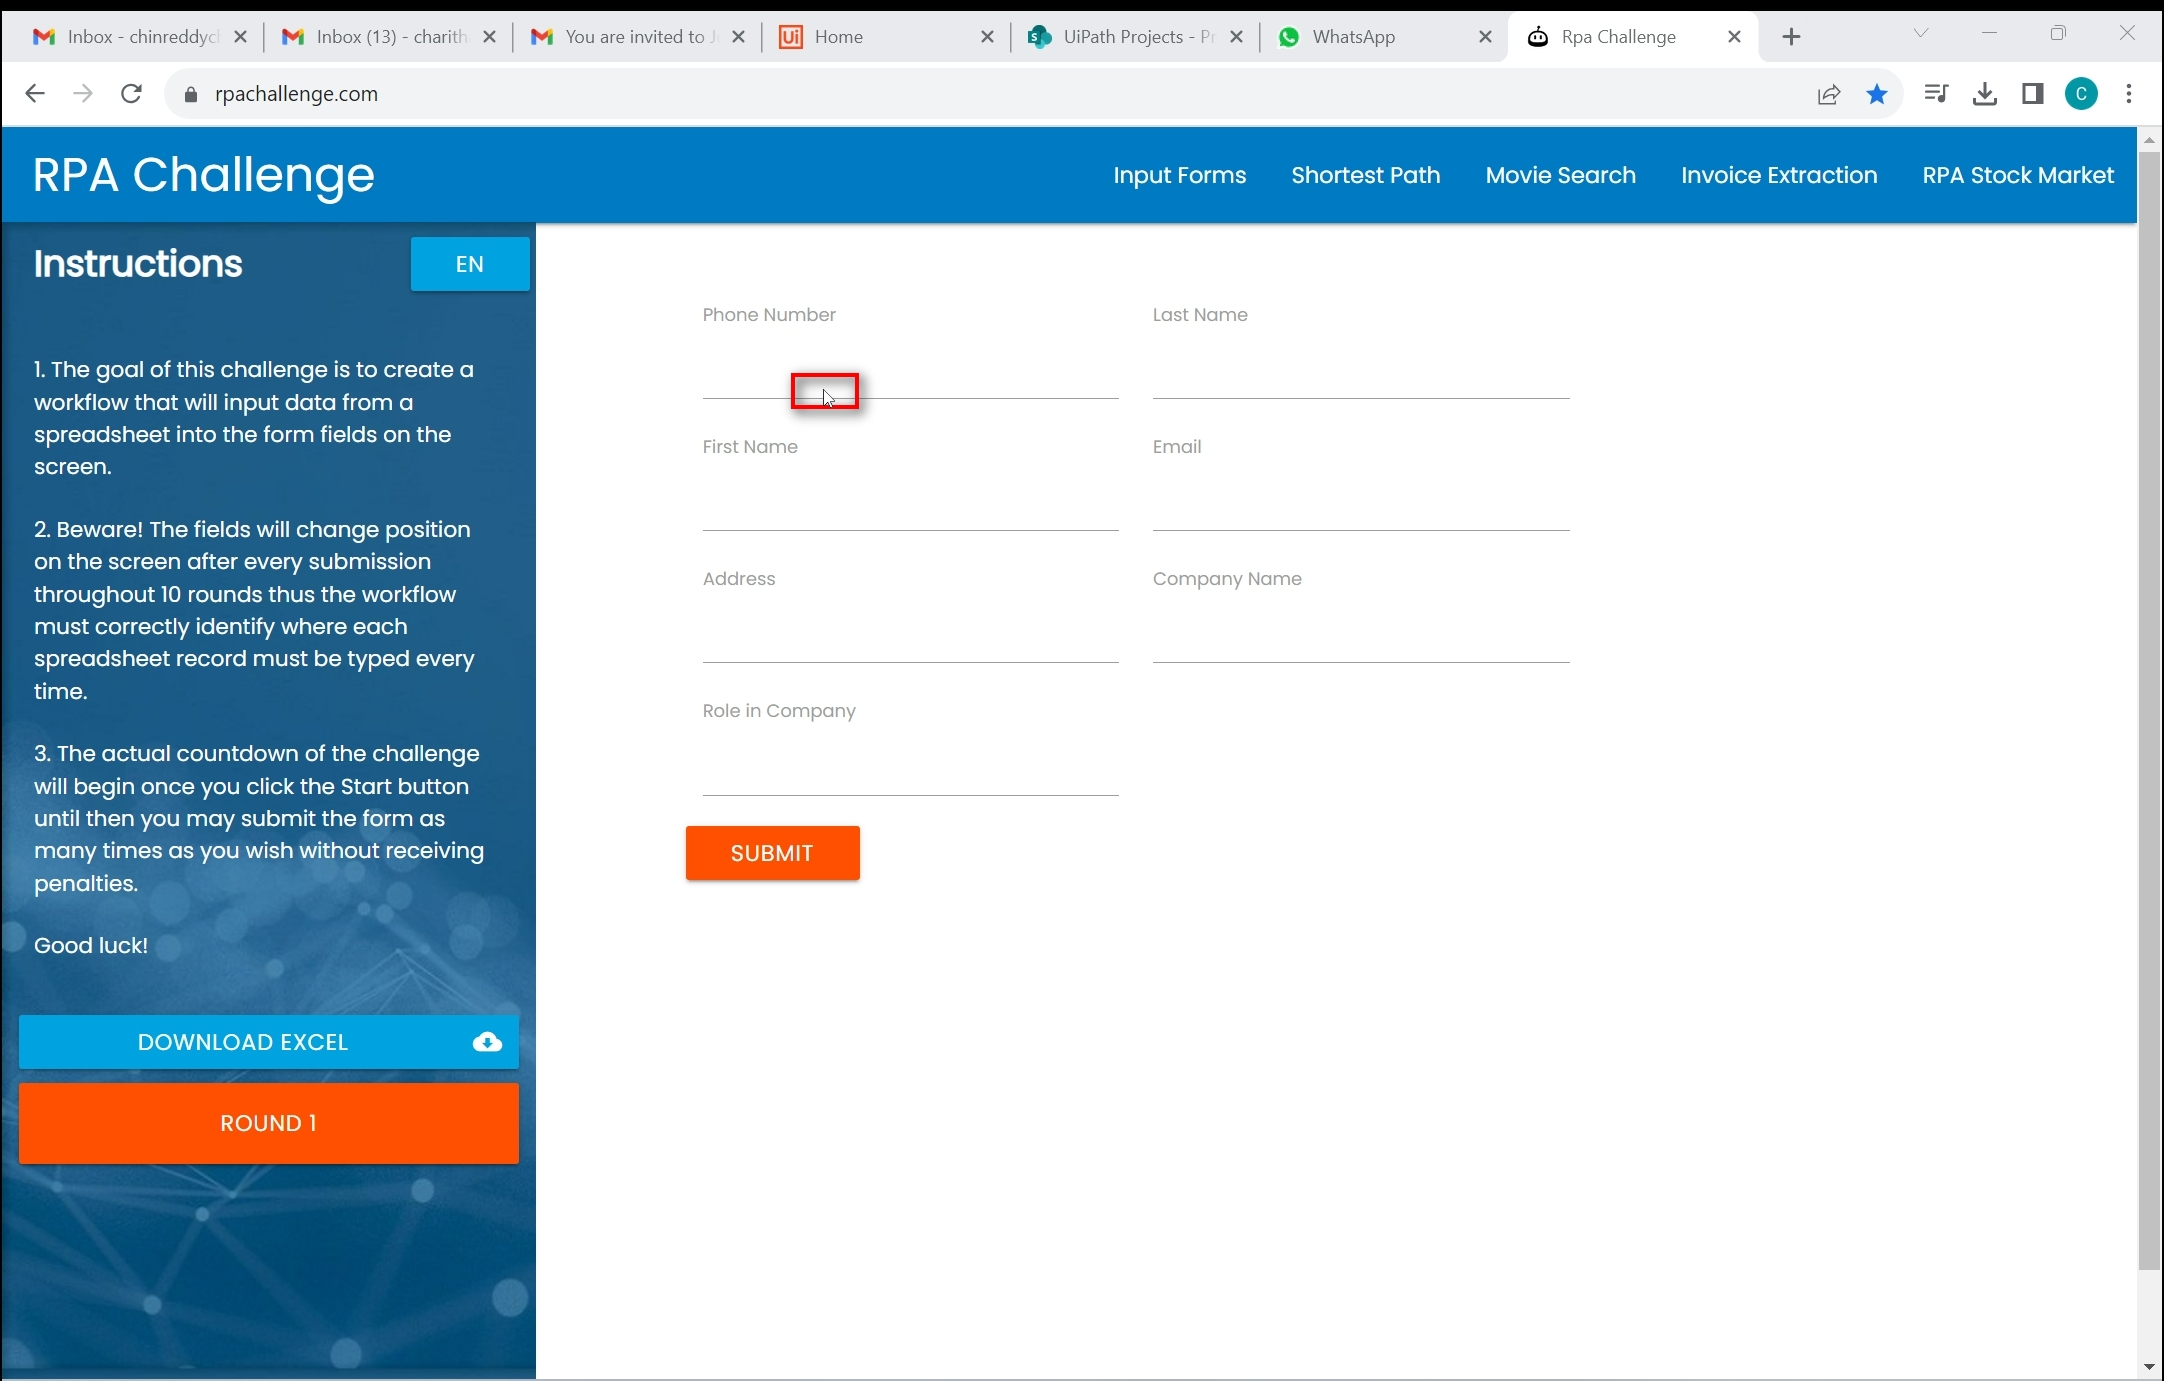 Inbox - chinreddyc
Inbox (13) - charith
You are invited to J
Home
UiPath Projects - Pr
WhatsApp
Rpa Challenge
rpachallenge.com
C
RPA Challenge
Input Forms
Shortest Path
Movie Search
Invoice Extraction
RPA Stock Market
Instructions
EN
1. The goal of this challenge is to create a
workflow that will input data from a
spreadsheet into the form fields on the
screen.
2. Beware! The fields will change position
on the screen after every submission
throughout 10 rounds thus the workflow
must correctly identify where each
spreadsheet record must be typed every
time.
3. The actual countdown of the challenge
will begin once you click the Start button
until then you may submit the form as
many times as you wish without receiving
penalties.
Good luck!
DOWNLOAD EXCEL
ROUND 1
Phone Number
Last Name
First Name
Email
Address
Company Name
Role in Company
SUBMIT